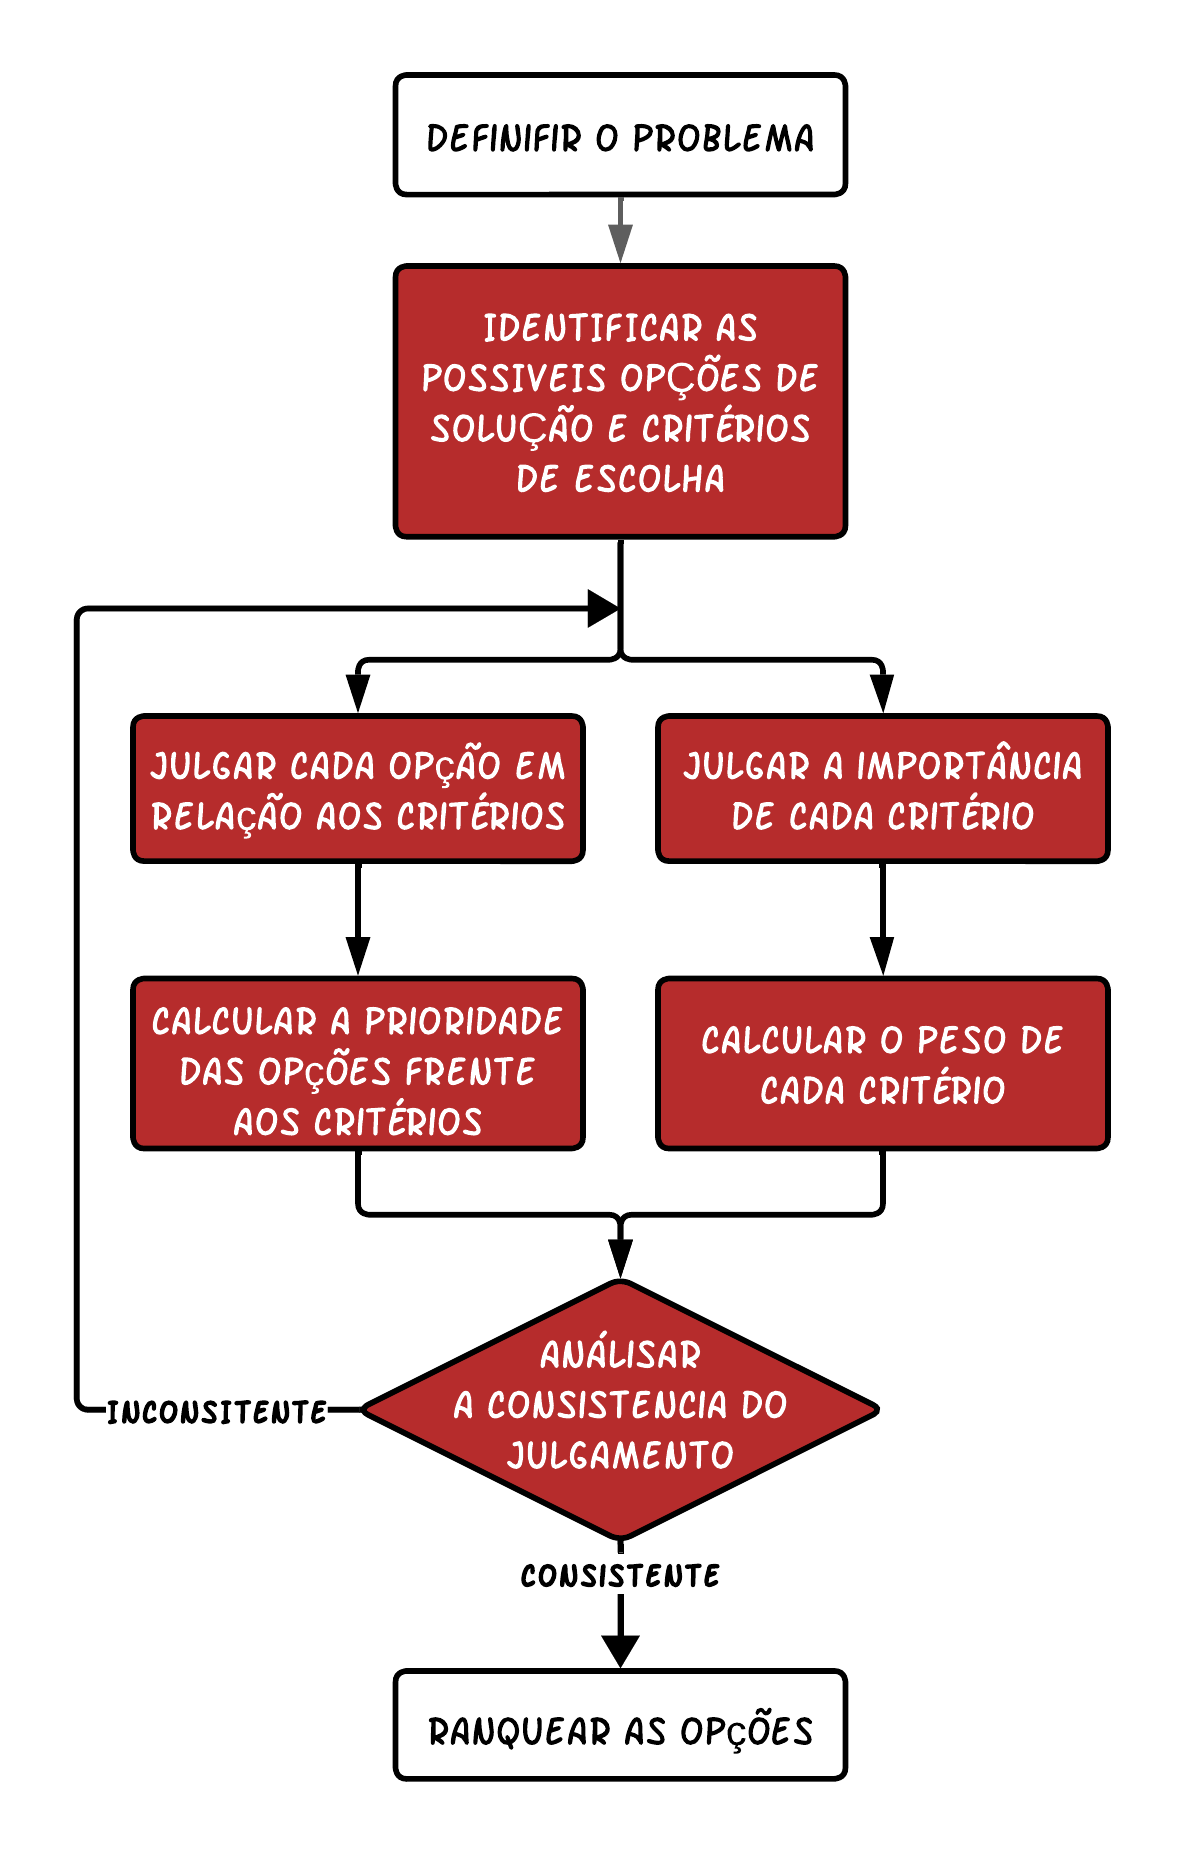 DEFINIFIR O PROBLEMA
IDENTIFICAR AS
POSSIVEIS OPÇÕES DE
SOLUÇÃO E CRITÉRIOS
DE ESCOLHA
JULGAR CADA OPÇÃO EM
RELAÇÃO AOS CRITÉRIOS
JULGAR A IMPORTÂNCIA
DE CADA CRITÉRIO
CALCULAR A PRIORIDADE
DAS OPÇÕES FRENTE
AOS CRITÉRIOS
CALCULAR O PESO DE
CADA CRITÉRIO
ANÁLISAR
A CONSISTENCIA DO
JULGAMENTO
INCONSITENTE
CONSISTENTE
RANQUEAR AS OPÇÕES